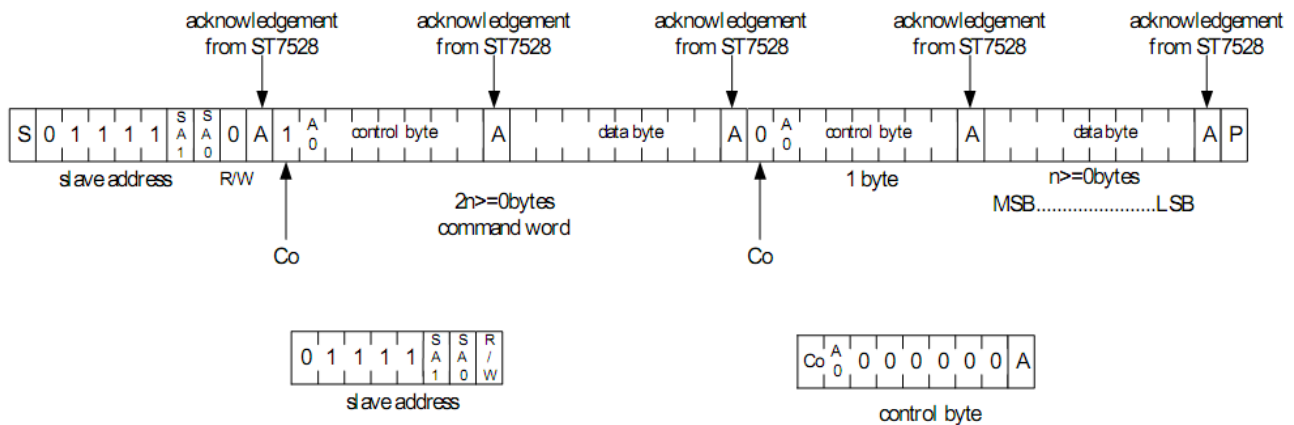 acknowledgement acknowledgement acknowledgement acknowledgement acknowledgement
from ST7528 from ST7528 from ST7528 from ST7528 from ST7528
S 0 1 1 1 1 SA1 SA0 0 A 1 A0 control byte A data byte A 0 A0 control byte A data byte A P
slave address R/W 1 byte n>=0bytes
2n>=0bytes MSB.......................LSB
command word
Co Co
0 1 1 1 1 SA1 SA0 R/W
Co A0 0 0 0 0 0 0 A
slave address
control byte